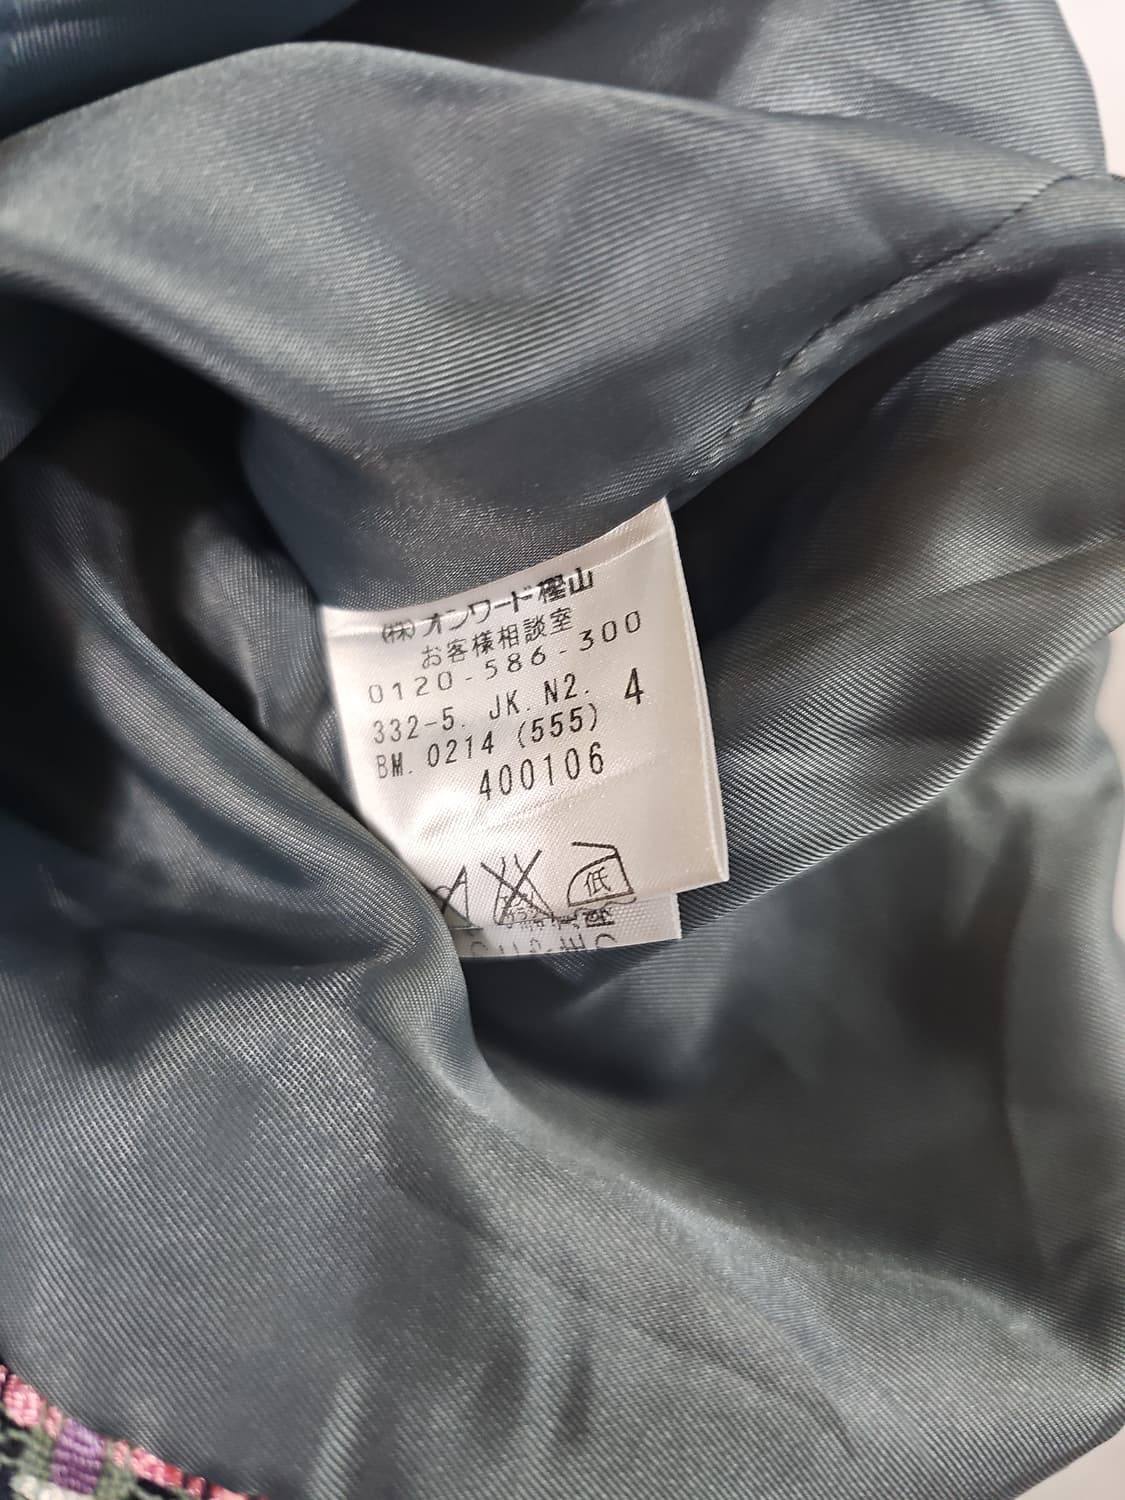 (株)オンワード樫山
お客様相談室
0120-586-300
332-5. JK. N2. 4
BM. 0214 (555)
400106
低